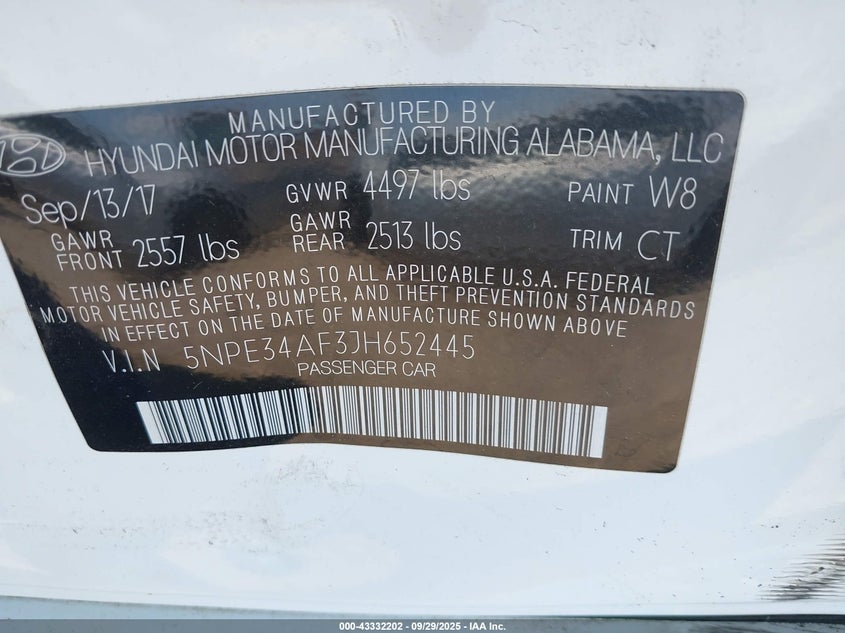 MANUFACTURED BY
HYUNDAI MOTOR MANUFACTURING ALABAMA, LLC
Sep/13/17 GVWR 4497 lbs PAINT W8
GAWR FRONT 2557 lbs GAWR REAR 2513 lbs TRIM CT
THIS VEHICLE CONFORMS TO ALL APPLICABLE U.S.A. FEDERAL
MOTOR VEHICLE SAFETY, BUMPER, AND THEFT PREVENTION STANDARDS
IN EFFECT ON THE DATE OF MANUFACTURE SHOWN ABOVE.
V.I.N 5NPE34AF3JH652445
PASSENGER CAR
000-43332202 - 09/29/2025 - IAA Inc.